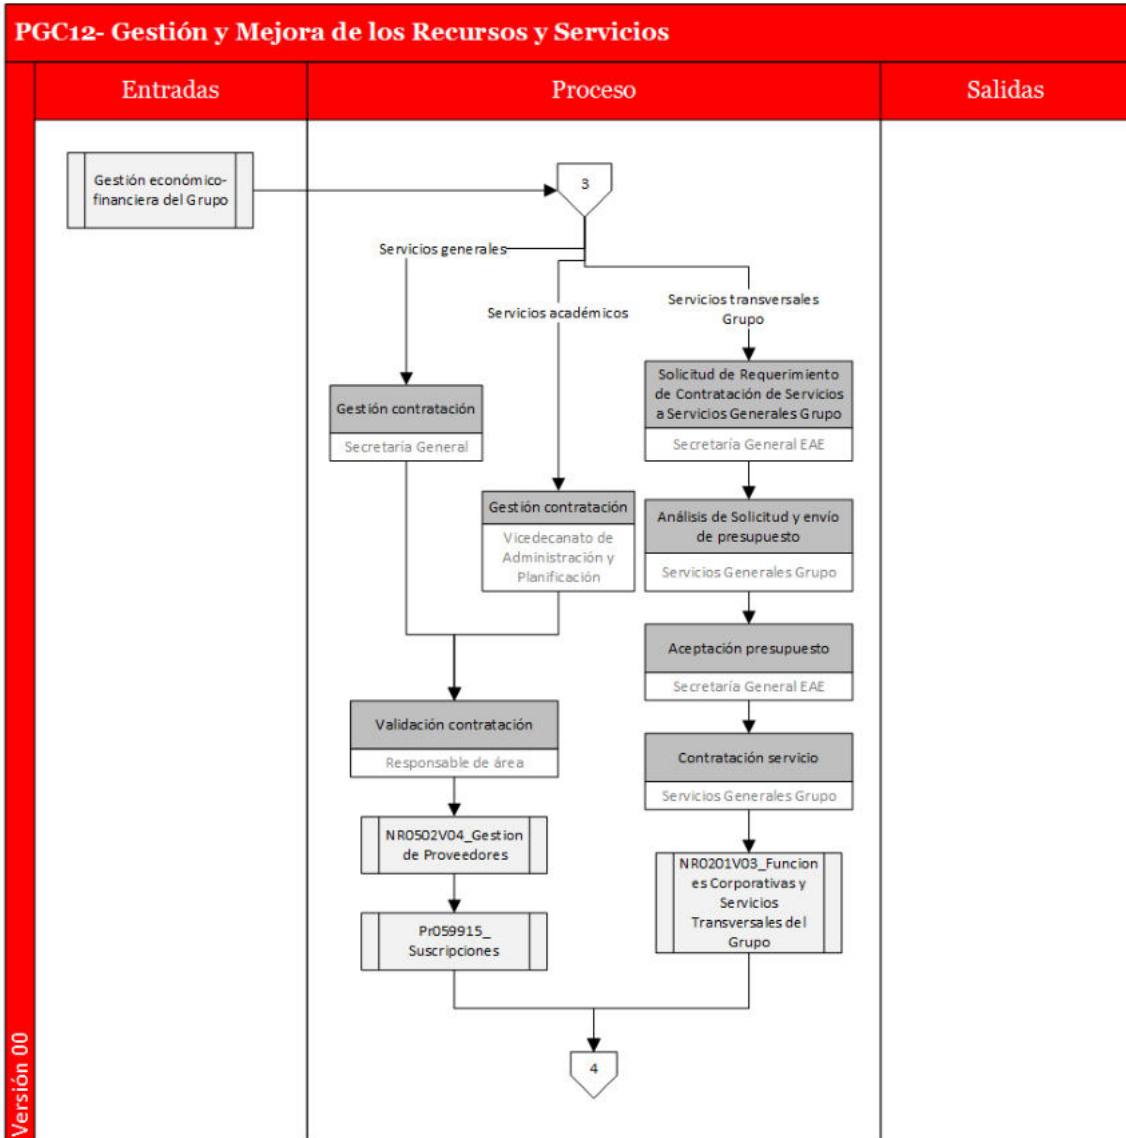 PGC12- Gestión y Mejora de los Recursos y Servicios
Entradas
Proceso
Salidas
Gestión económico-
financiera del Grupo
3
Servicios generales
Servicios académicos
Servicios transversales
Grupo
Gestión contratación
Secretaría General
Gestión contratación
Vicedecanato de
Administración y
Planificación
Solicitud de Requerimiento
de Contratación de Servicios
a Servicios Generales Grupo
Secretaría General EAE
Análisis de Solicitud y envío
de presupuesto
Servicios Generales Grupo
Aceptación presupuesto
Secretaría General EAE
Validación contratación
Responsable de área
Contratación servicio
Servicios Generales Grupo
NR0502V04_Gestion
de Proveedores
Pr059915_
Suscripciones
NR0201V03_Funcion
es Corporativas y
Servicios
Transversales del
Grupo
4
Versión 00